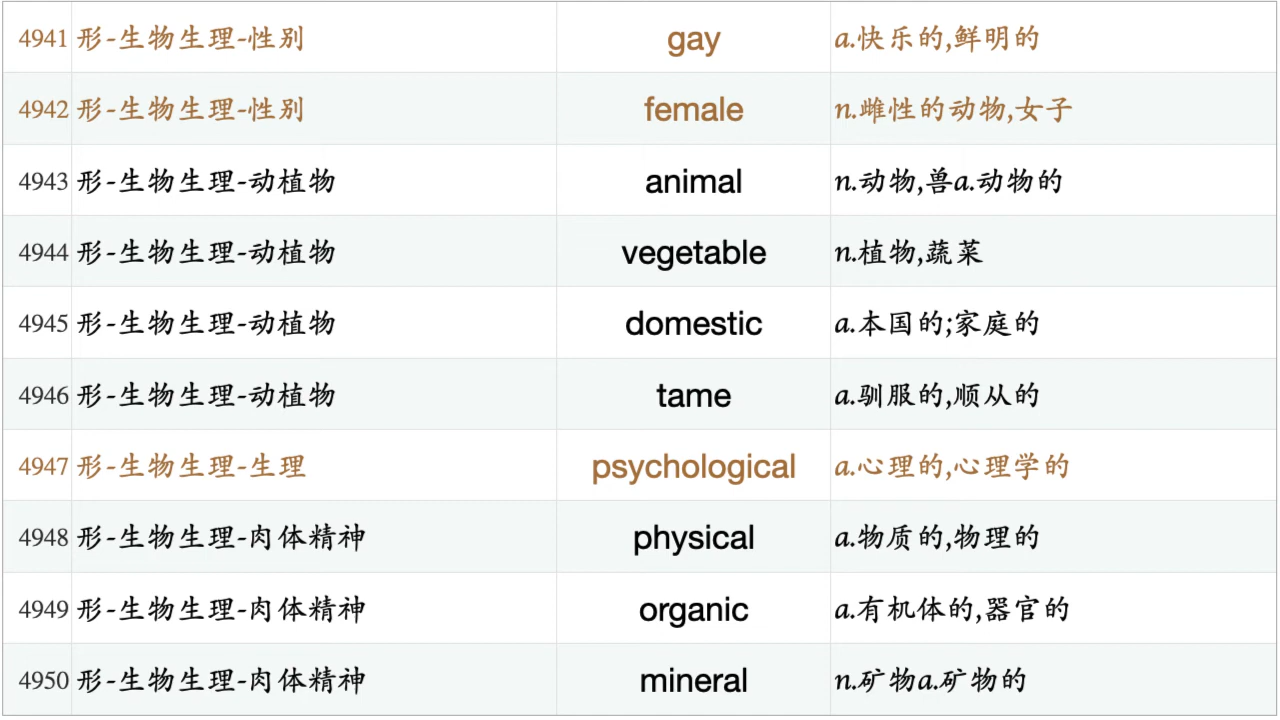 4941 形-生物生理-性别 gay a.快乐的,鲜明的
4942 形-生物生理-性别 female n.雌性的动物,女子
4943 形-生物生理-动植物 animal n.动物,兽a.动物的
4944 形-生物生理-动植物 vegetable n.植物,蔬菜
4945 形-生物生理-动植物 domestic a.本国的;家庭的
4946 形-生物生理-动植物 tame a.驯服的,顺从的
4947 形-生物生理-生理 psychological a.心理的,心理学的
4948 形-生物生理-肉体精神 physical a.物质的,物理的
4949 形-生物生理-肉体精神 organic a.有机体的,器官的
4950 形-生物生理-肉体精神 mineral n.矿物a.矿物的